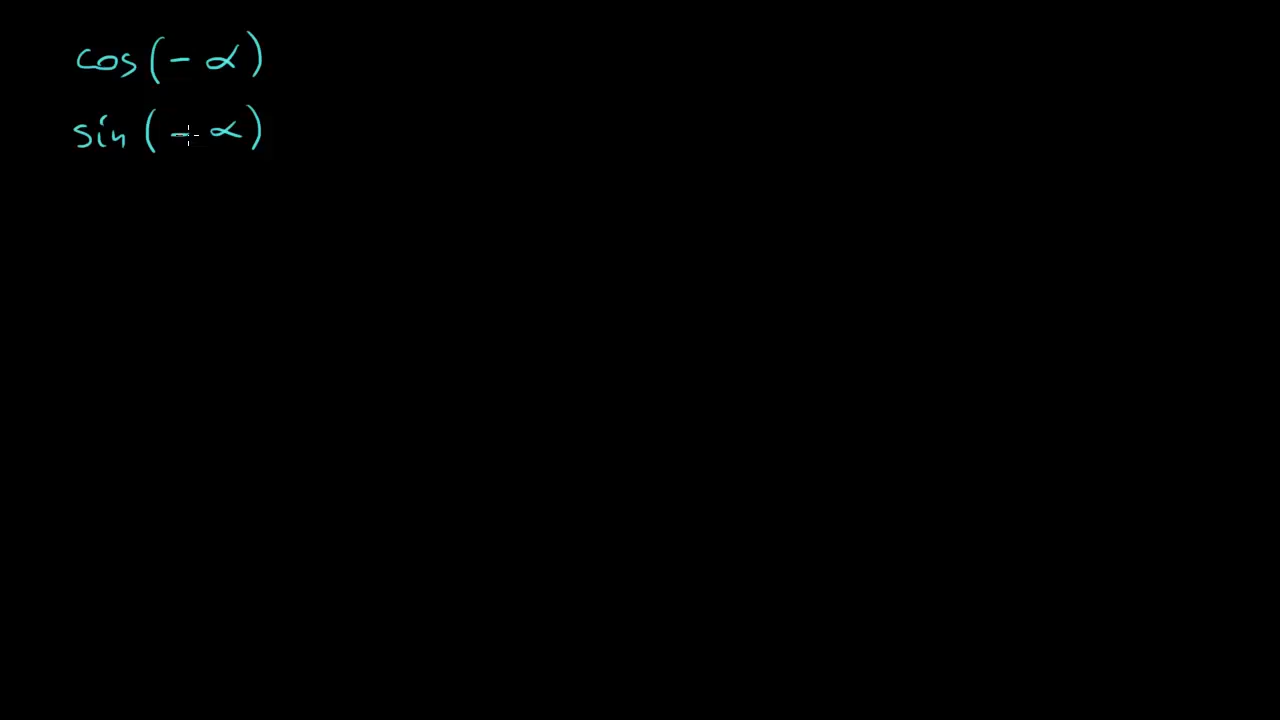 cos (- α)
sin (- α)